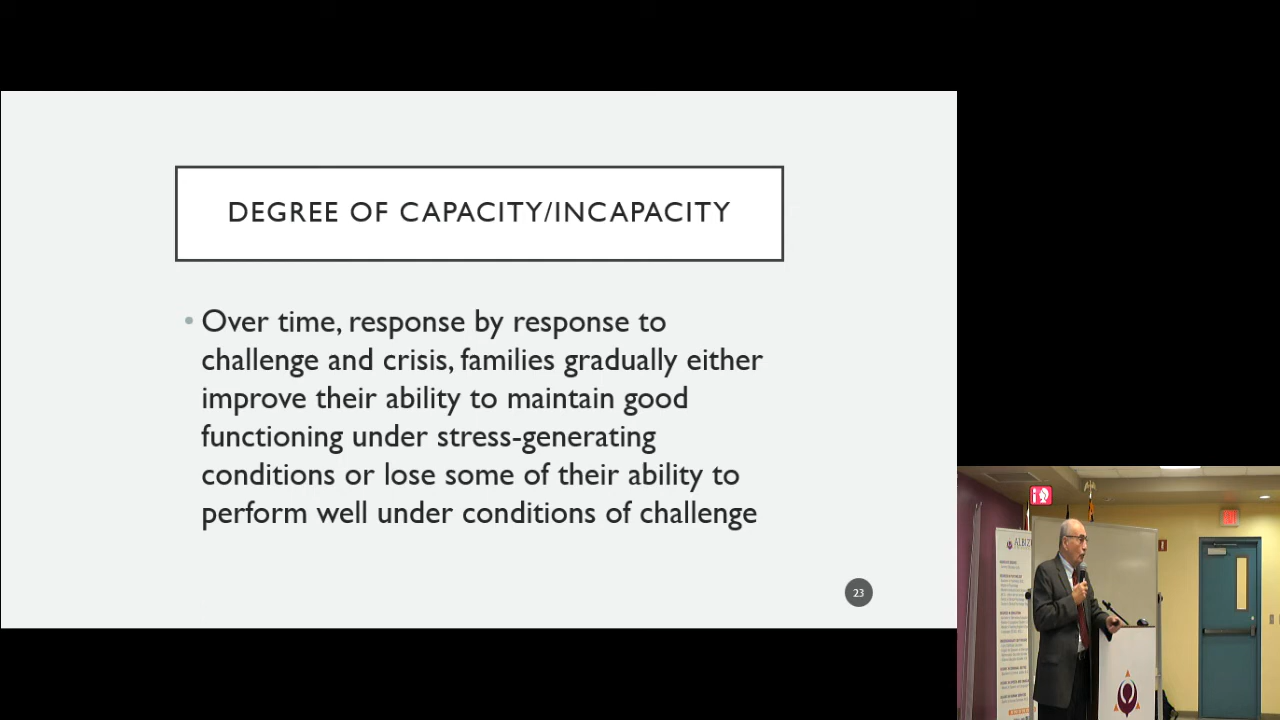 DEGREE OF CAPACITY/INCAPACITY
• Over time, response by response to
challenge and crisis, families gradually either
improve their ability to maintain good
functioning under stress-generating
conditions or lose some of their ability to
perform well under conditions of challenge
23
ALBIZU